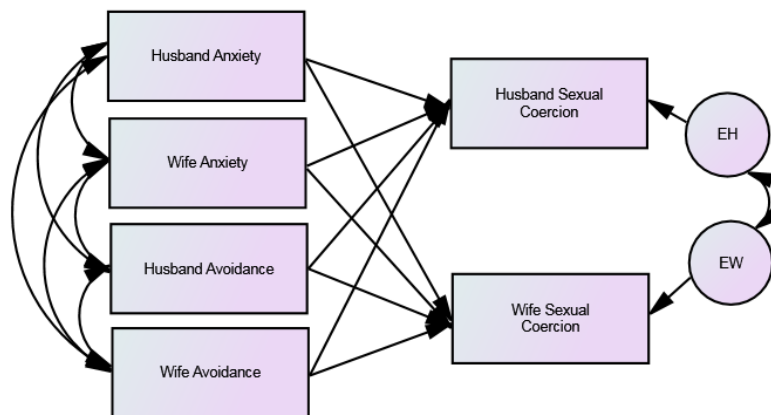 Husband Anxiety
Wife Anxiety
Husband Avoidance
Wife Avoidance
Husband Sexual
Coercion
Wife Sexual
Coercion
EH
EW